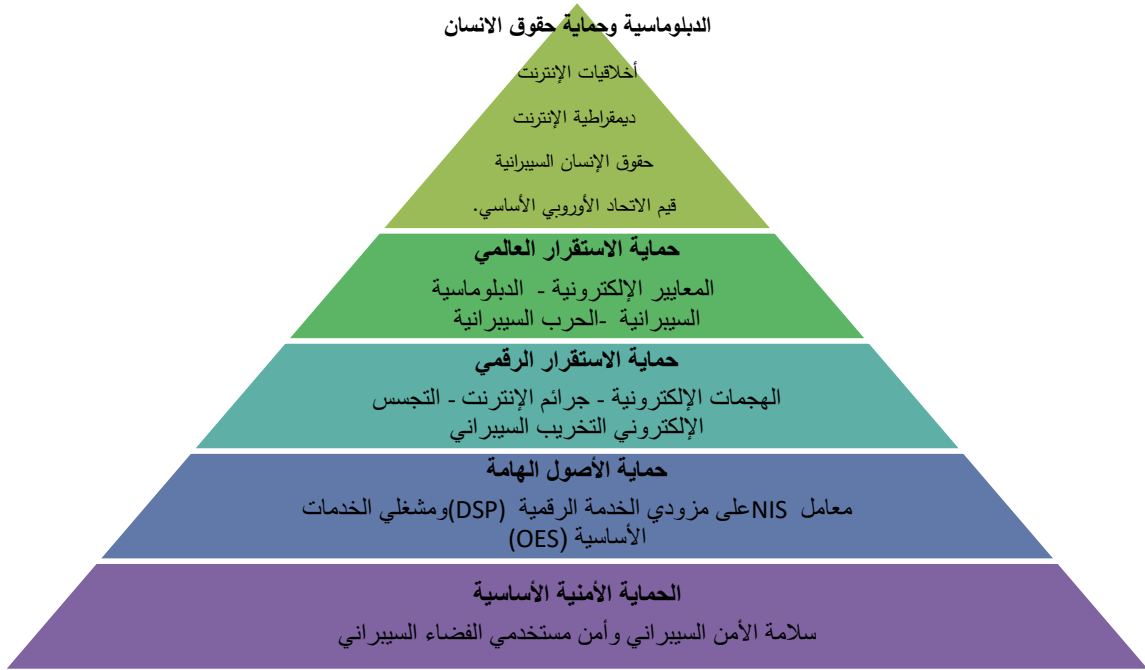 الدبلوماسية وحماية حقوق الانسان
أخلاقيات الإنترنت
ديمقراطية الإنترنت
حقوق الإنسان السيبرانية
قيم الاتحاد الأوروبي الأساسي.
حماية الاستقرار العالمي
المعايير الإلكترونية - الدبلوماسية
السيبرانية -الحرب السيبرانية
حماية الاستقرار الرقمي
الهجمات الإلكترونية - جرائم الإنترنت - التجسس
الإلكتروني التخريب السيبراني
حماية الأصول الهامة
معامل NISعلى مزودي الخدمة الرقمية (DSP)ومشغلي الخدمات
الأساسية (OES)
الحماية الأمنية الأساسية
سلامة الأمن السيبراني وأمن مستخدمي الفضاء السيبراني